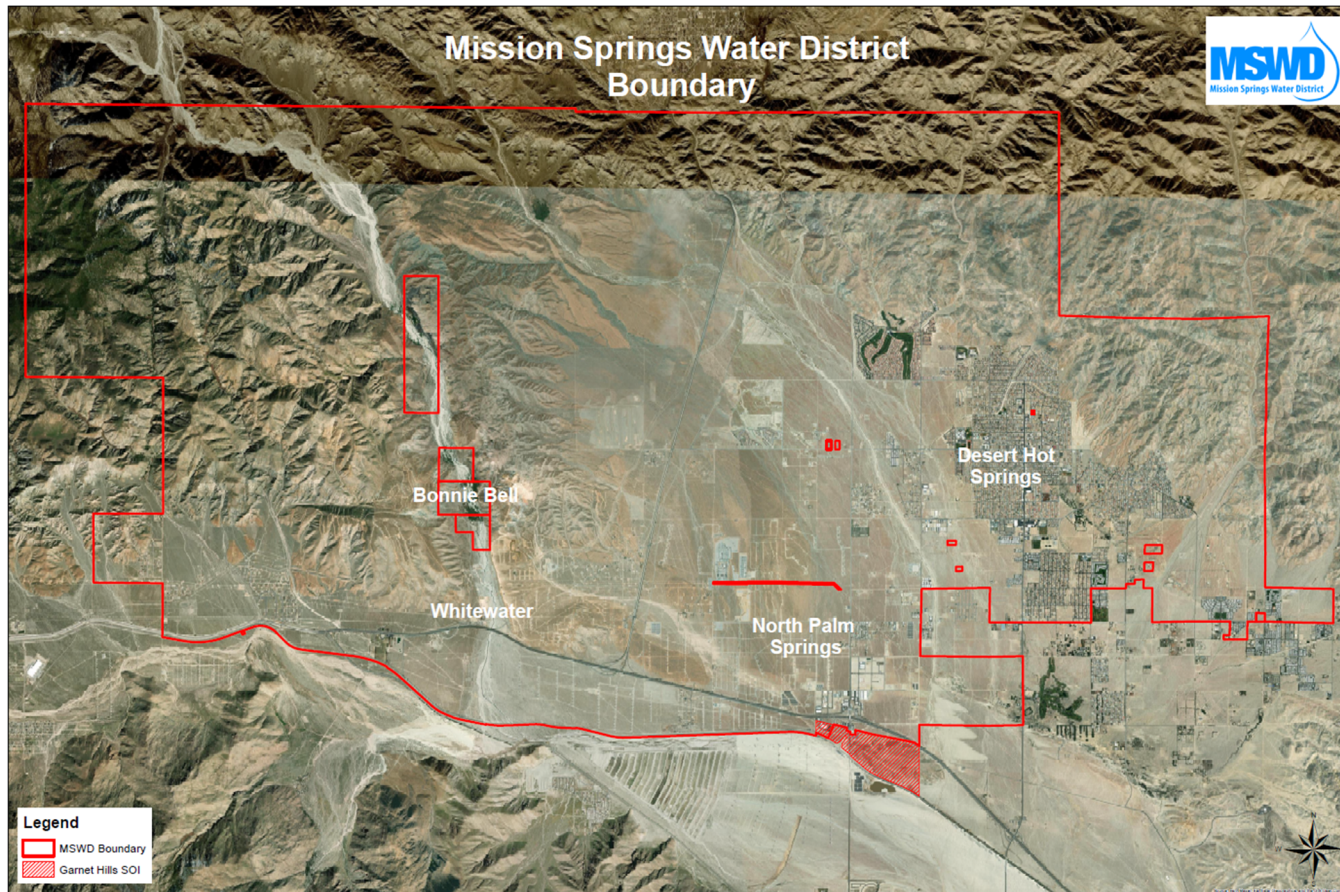 Mission Springs Water District
Boundary
MSWD
Mission Springs Water District
Desert Hot
Springs
Bonnie Bell
Whitewater
North Palm
Springs
Legend
MSWD Boundary
Garnet Hills SOI
N